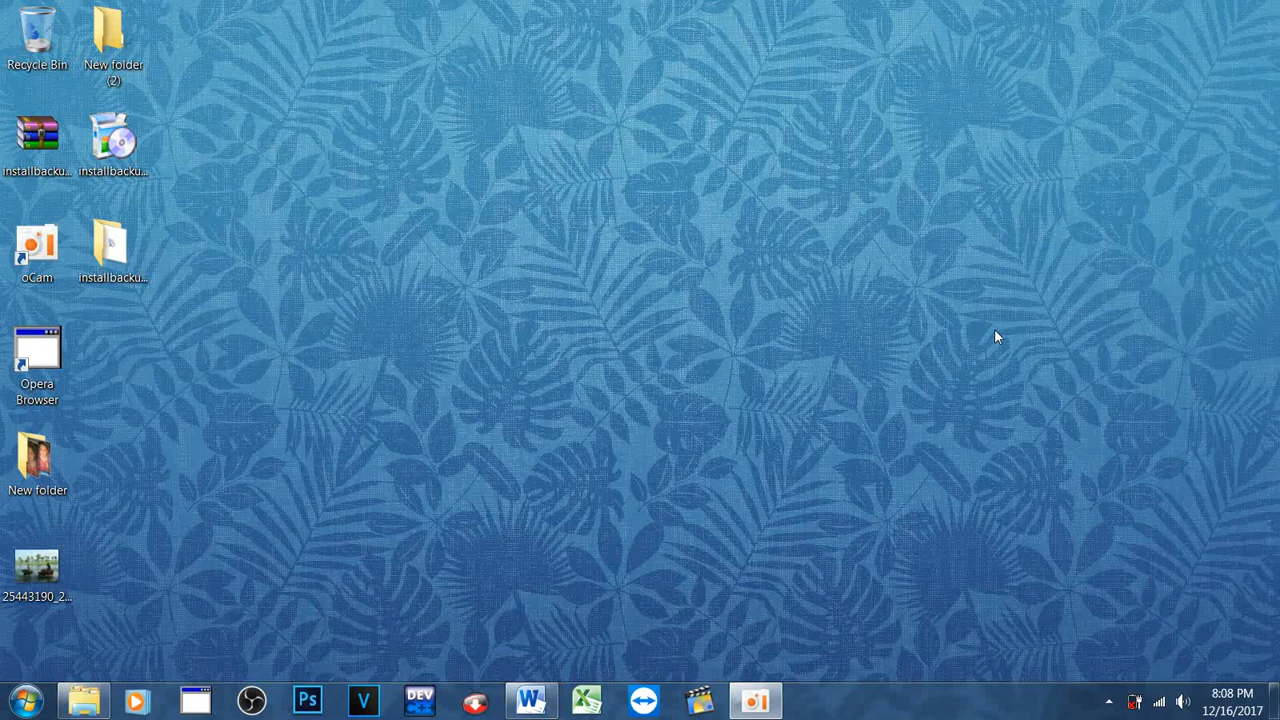 Recycle Bin
New folder
(2)
installbacku...
installbacku...
oCam
installbacku...
Opera
Browser
New folder
25443190_2...
Ps
V
DEV
C++
W
X
8:08 PM
12/16/2017